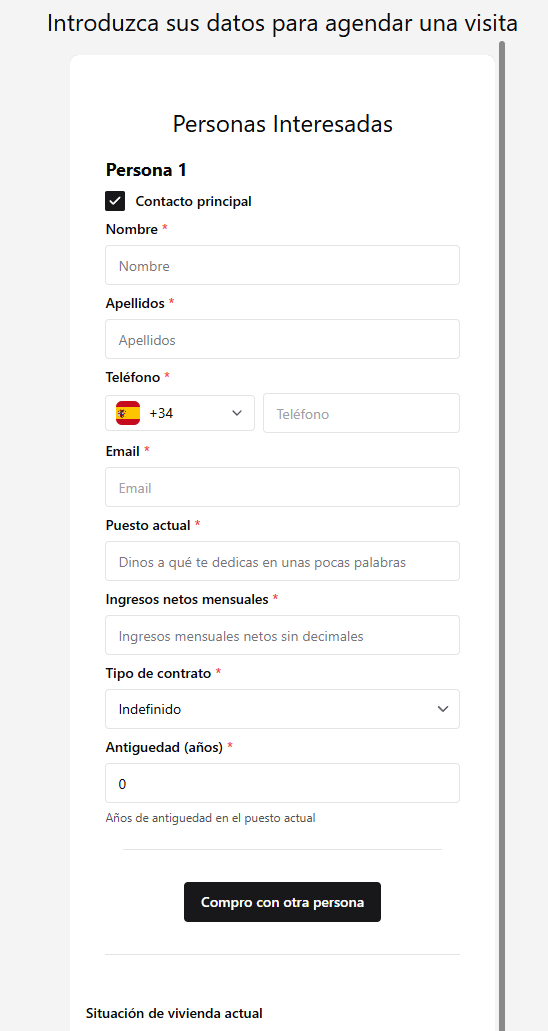 Introduzca sus datos para agendar una visita
Personas Interesadas
Persona 1
Contacto principal
Nombre *
Nombre
Apellidos *
Apellidos
Teléfono *
+34
Teléfono
Email *
Email
Puesto actual *
Dinos a qué te dedicas en unas pocas palabras
Ingresos netos mensuales *
Ingresos mensuales netos sin decimales
Tipo de contrato *
Indefinido
Antiguedad (años) *
0
Años de antiguedad en el puesto actual
Compro con otra persona
Situación de vivienda actual